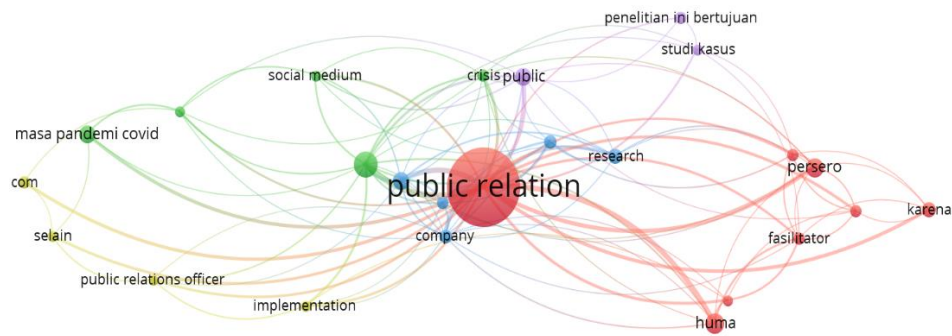 penelitian ini bertujuan
studi kasus
social medium
crisis
public
masa pandemi covid
research
persero
com
public relation
karena
selain
company
fasilitator
public relations officer
implementation
huma